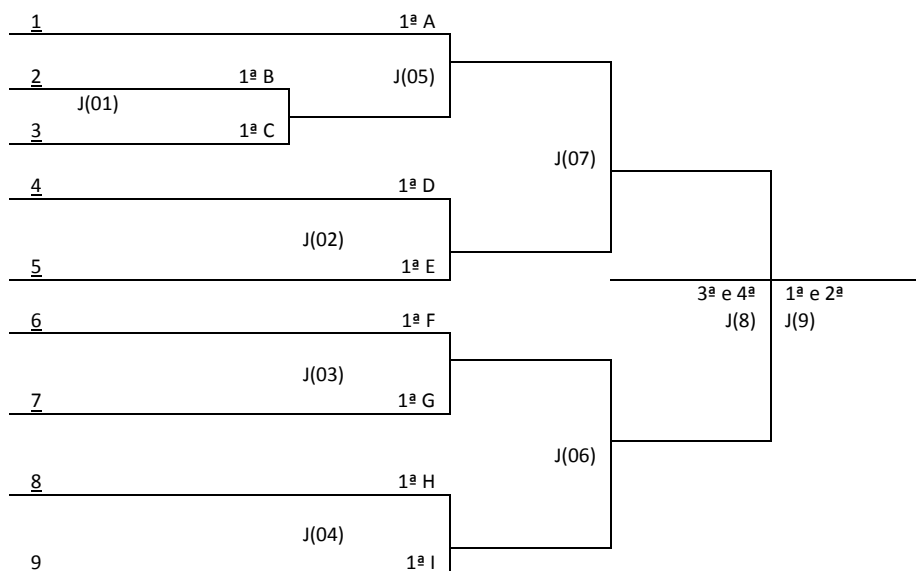 1 1ª A
2 1ª B J(05)
J(01)
3 1ª C
J(07)
4 1ª D
J(02)
5 1ª E
3ª e 4ª 1ª e 2ª
6 1ª F J(8) J(9)
J(03)
7 1ª G
J(06)
8 1ª H
J(04)
9 1ª I